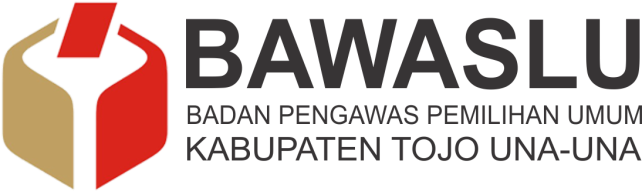 BAWASLU
BADAN PENGAWAS PEMILIHAN UMUM
KABUPATEN TOJO UNA-UNA